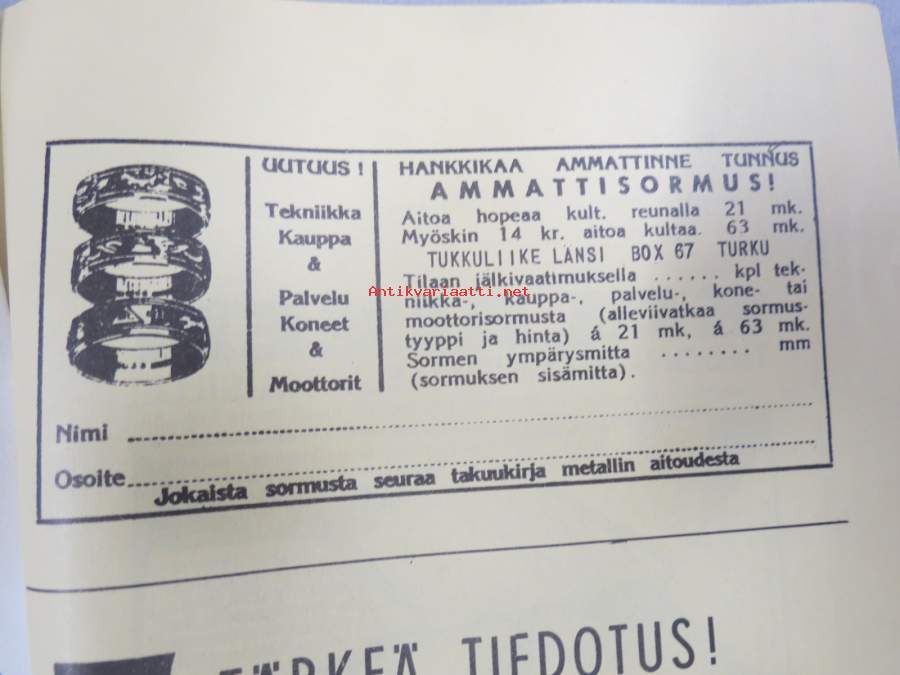 UUTUUS !
Tekniikka
Kauppa
&
Palvelu
Koneet
&
Moottorit
HANKKIKAA AMMATTINNE TUNNUS
AMMATTISORMUS!
Aitoa hopeaa kult. reunalla 21 mk.
Myöskin 14 kr. aitoa kultaa. 63 mk.
TUKKULIIKE LÄNSI BOX 67 TURKU
Tilaan jälkivaatimuksella ...... kpl tek-
niikka-, kauppa-, palvelu-, kone- tai
moottorisormusta (alleviivatkaa sormus-
tyyppi ja hinta) á 21 mk, á 63 mk.
Sormen ympärysmitta ........ mm
(sormuksen sisämitta).
Antikvariaatti.net
Nimi
Osoite
Jokaista sormusta seuraa takuukirja metallin aitoudesta
TÄRKEÄ TIEDOTUS!